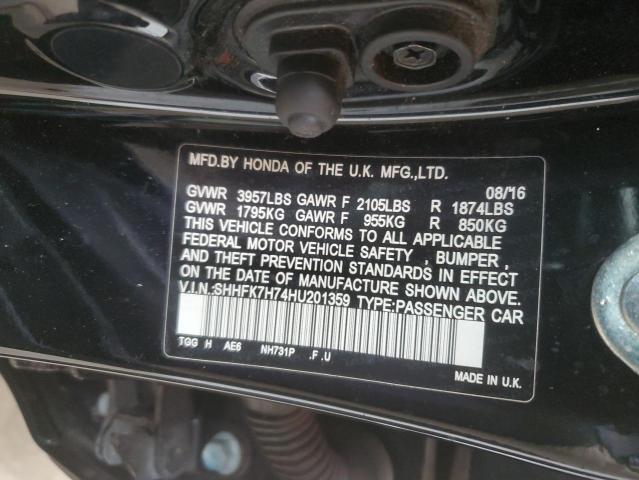 MFD.BY HONDA OF THE U.K. MFG.,LTD.
08/16
GVWR 3957LBS GAWR F 2105LBS R 1874LBS
GVWR 1795KG GAWR F 955KG R 850KG
THIS VEHICLE CONFORMS TO ALL APPLICABLE
FEDERAL MOTOR VEHICLE SAFETY , BUMPER ,
AND THEFT PREVENTION STANDARDS IN EFFECT
ON THE DATE OF MANUFACTURE SHOWN ABOVE.
V.I.N.:SHHFK7H74HU201359 TYPE:PASSENGER CAR
TGG H AE6 NH731P .F .U
MADE IN U.K.